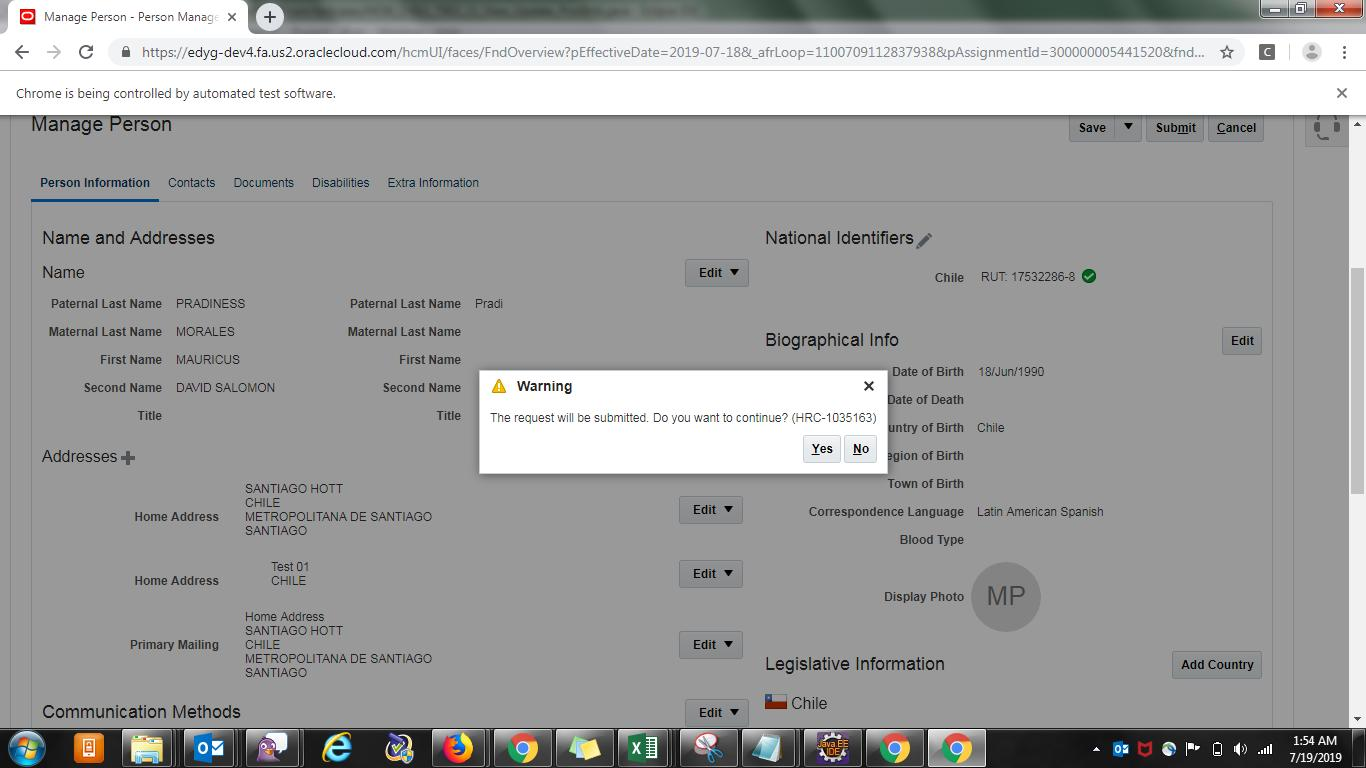 Manage Person - Person Manage
https://edyg-dev4.fa.us2.oraclecloud.com/hcmUI/faces/FndOverview?pEffectiveDate=2019-07-18&_afrLoop=1100709112837938&pAssignmentId=300000005441520&fnd...
C
Chrome is being controlled by automated test software.
Manage Person
Save
Submit
Cancel
Person Information
Contacts
Documents
Disabilities
Extra Information
Name and Addresses
Name
Edit
Paternal Last Name PRADINESS
Paternal Last Name Pradi
Maternal Last Name MORALES
Maternal Last Name
First Name MAURICUS
First Name
Second Name DAVID SALOMON
Second Name
Title
Title
Addresses
Home Address
SANTIAGO HOTT
CHILE
METROPOLITANA DE SANTIAGO
SANTIAGO
Edit
Home Address
Test 01
CHILE
Edit
Primary Mailing
Home Address
SANTIAGO HOTT
CHILE
METROPOLITANA DE SANTIAGO
SANTIAGO
Edit
Communication Methods
Edit
National Identifiers
Chile RUT: 17532286-8
Biographical Info
Edit
Date of Birth 18/Jun/1990
Date of Death
untry of Birth Chile
egion of Birth
Town of Birth
Correspondence Language Latin American Spanish
Blood Type
Display Photo MP
Legislative Information
Add Country
Chile
Warning
The request will be submitted. Do you want to continue? (HRC-1035163)
Yes
No
Java EE
IDE
1:54 AM
7/19/2019